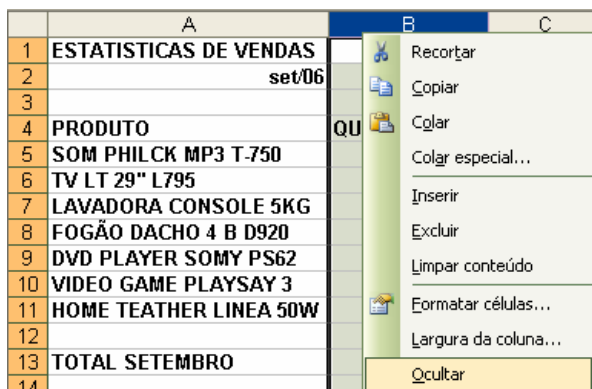 A B C
1 ESTATISTICAS DE VENDAS
2 set/06
3
4 PRODUTO QU
5 SOM PHILCK MP3 T-750
6 TV LT 29" L795
7 LAVADORA CONSOLE 5KG
8 FOGÃO DACHO 4 B D920
9 DVD PLAYER SOMY PS62
10 VIDEO GAME PLAYSAY 3
11 HOME TEATHER LINEA 50W
12
13 TOTAL SETEMBRO
14
Recortar
Copiar
Colar
Colar especial...
Inserir
Excluir
Limpar conteúdo
Formatar células...
Largura da coluna...
Ocultar